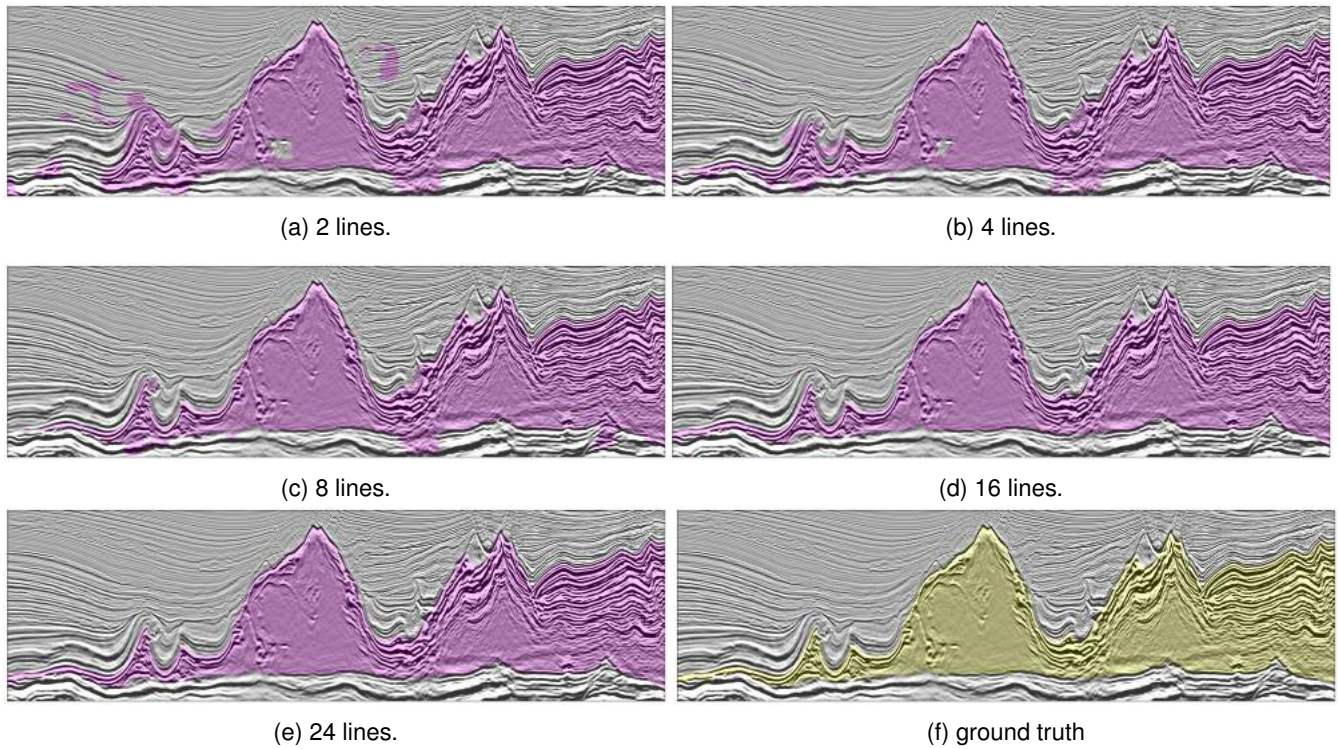 (a) 2 lines.
(b) 4 lines.
(c) 8 lines.
(d) 16 lines.
(e) 24 lines.
(f) ground truth